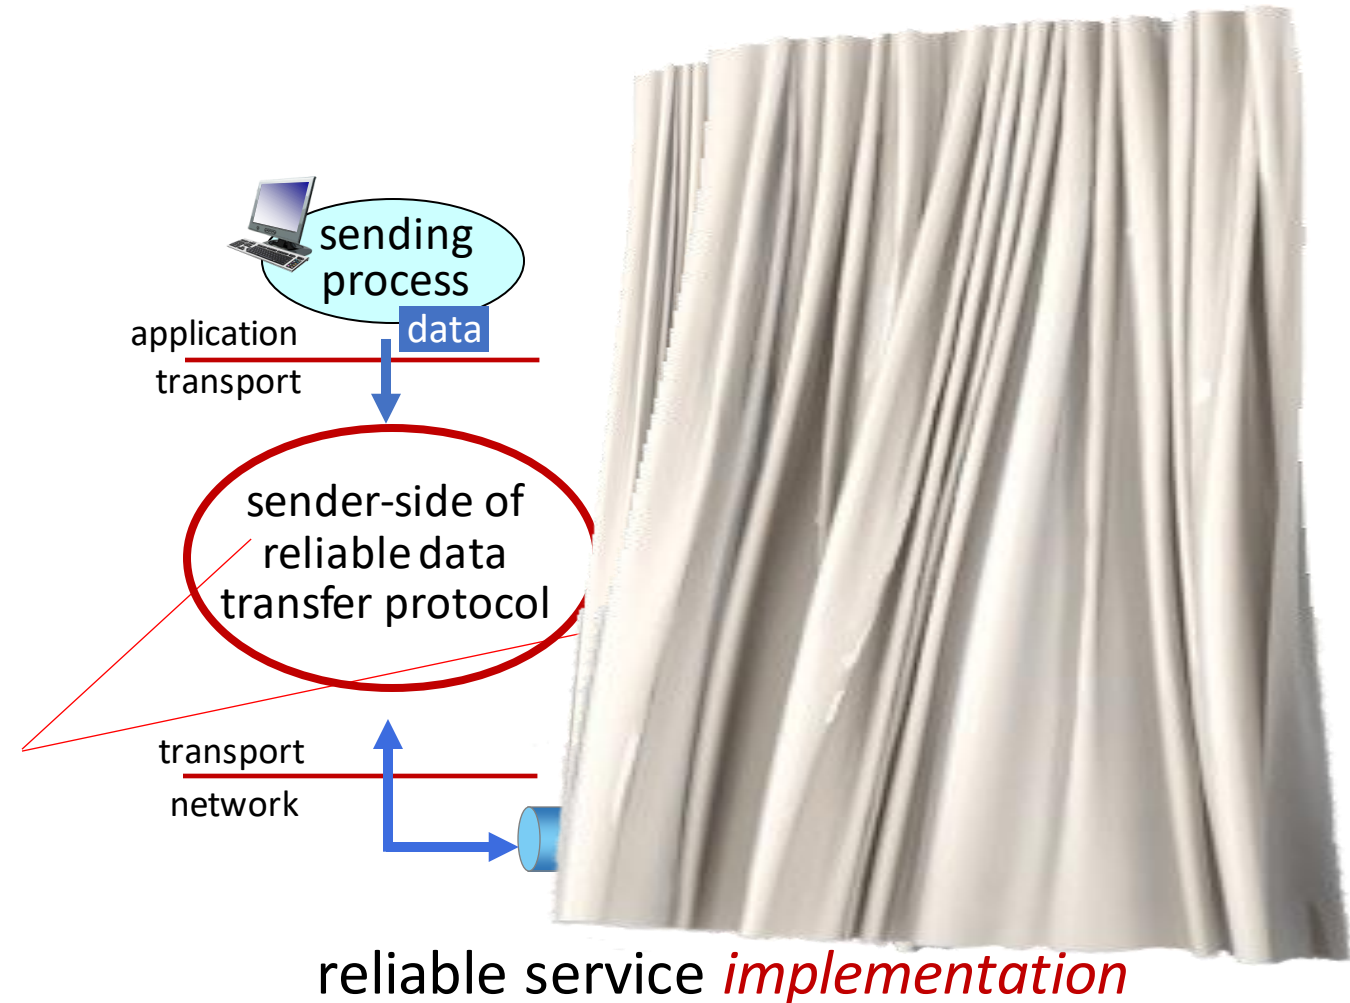 sending
process
data
application
transport
sender-side of
reliable data
transfer protocol
transport
network
reliable service implementation